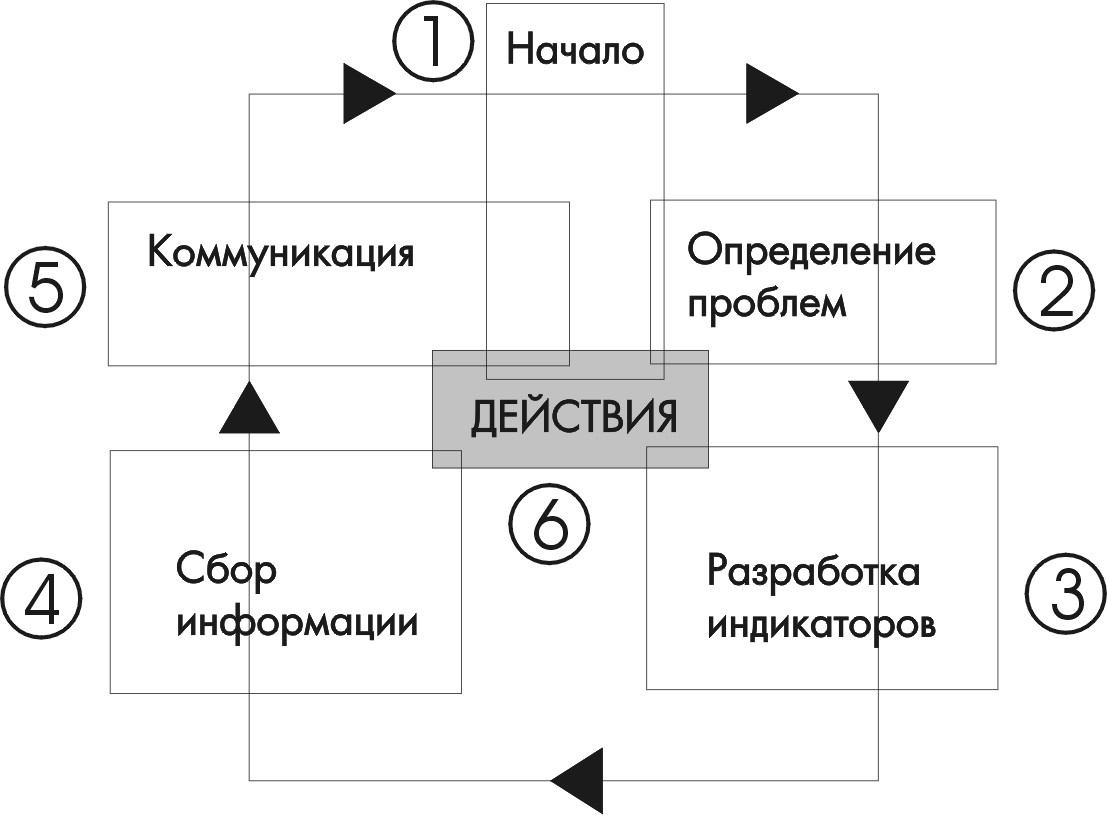 1
Начало
Коммуникация
5
Определение
проблем
2
ДЕЙСТВИЯ
6
Сбор
информации
4
Разработка
индикаторов
3